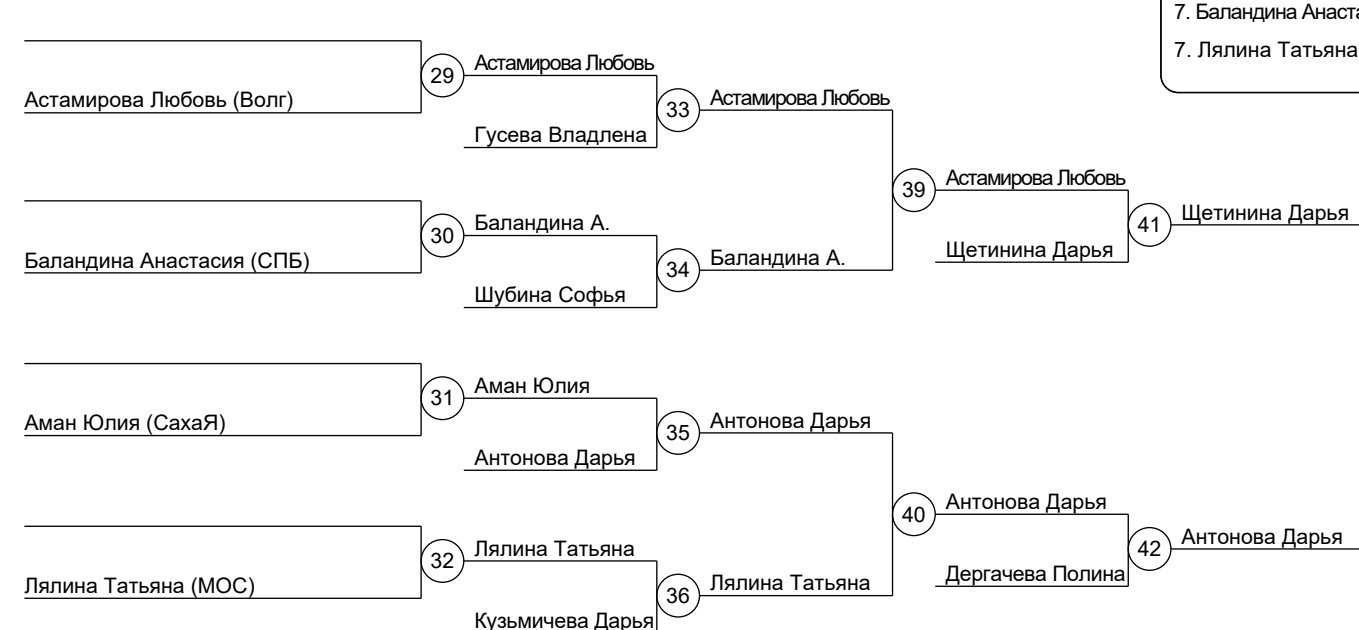 7. Баландина Анаста
7. Лялина Татьяна
29
Астамирова Любовь
Астамирова Любовь (Волг)
33
Астамирова Любовь
Гусева Владлена
39
Астамирова Любовь
30
Баландина А.
41
Щетинина Дарья
Баландина Анастасия (СПБ)
34
Баландина А.
Щетинина Дарья
Шубина Софья
31
Аман Юлия
Аман Юлия (СахаЯ)
35
Антонова Дарья
Антонова Дарья
40
Антонова Дарья
32
Лялина Татьяна
42
Антонова Дарья
Лялина Татьяна (МОС)
36
Лялина Татьяна
Дергачева Полина
Кузьмичева Дарья